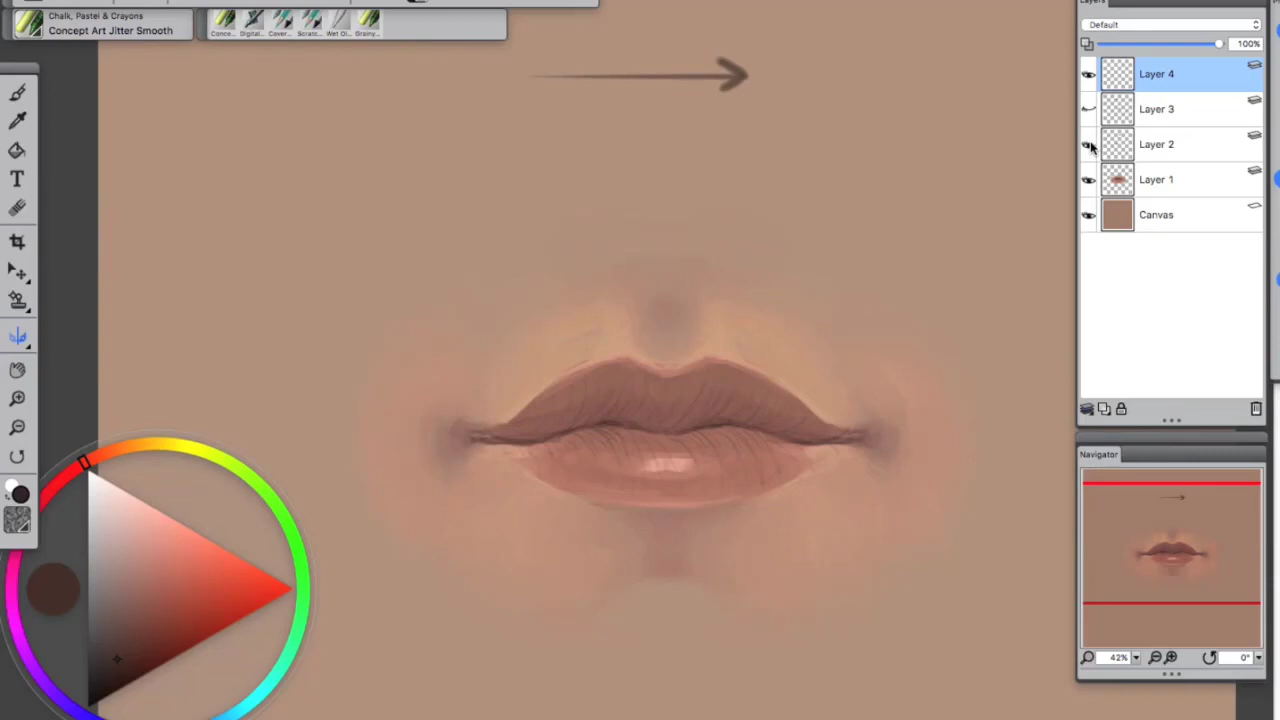 Chalk, Pastel & Crayons
Concept Art Jitter Smooth
Conce... Digital... Cover... Scratc... Wet Oi... Grainy...
Layers
Default
100%
Layer 4
Layer 3
Layer 2
Layer 1
Canvas
Navigator
42%
0°